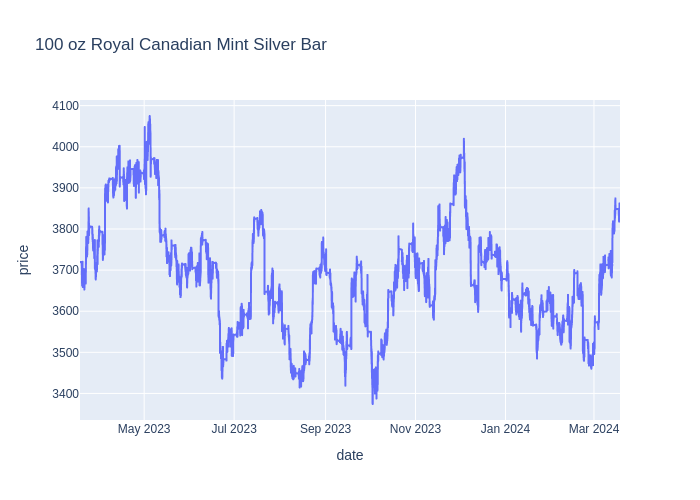 100 oz Royal Canadian Mint Silver Bar
price
4100
4000
3900
3800
3700
3600
3500
3400
May 2023 Jul 2023 Sep 2023 Nov 2023 Jan 2024 Mar 2024
date